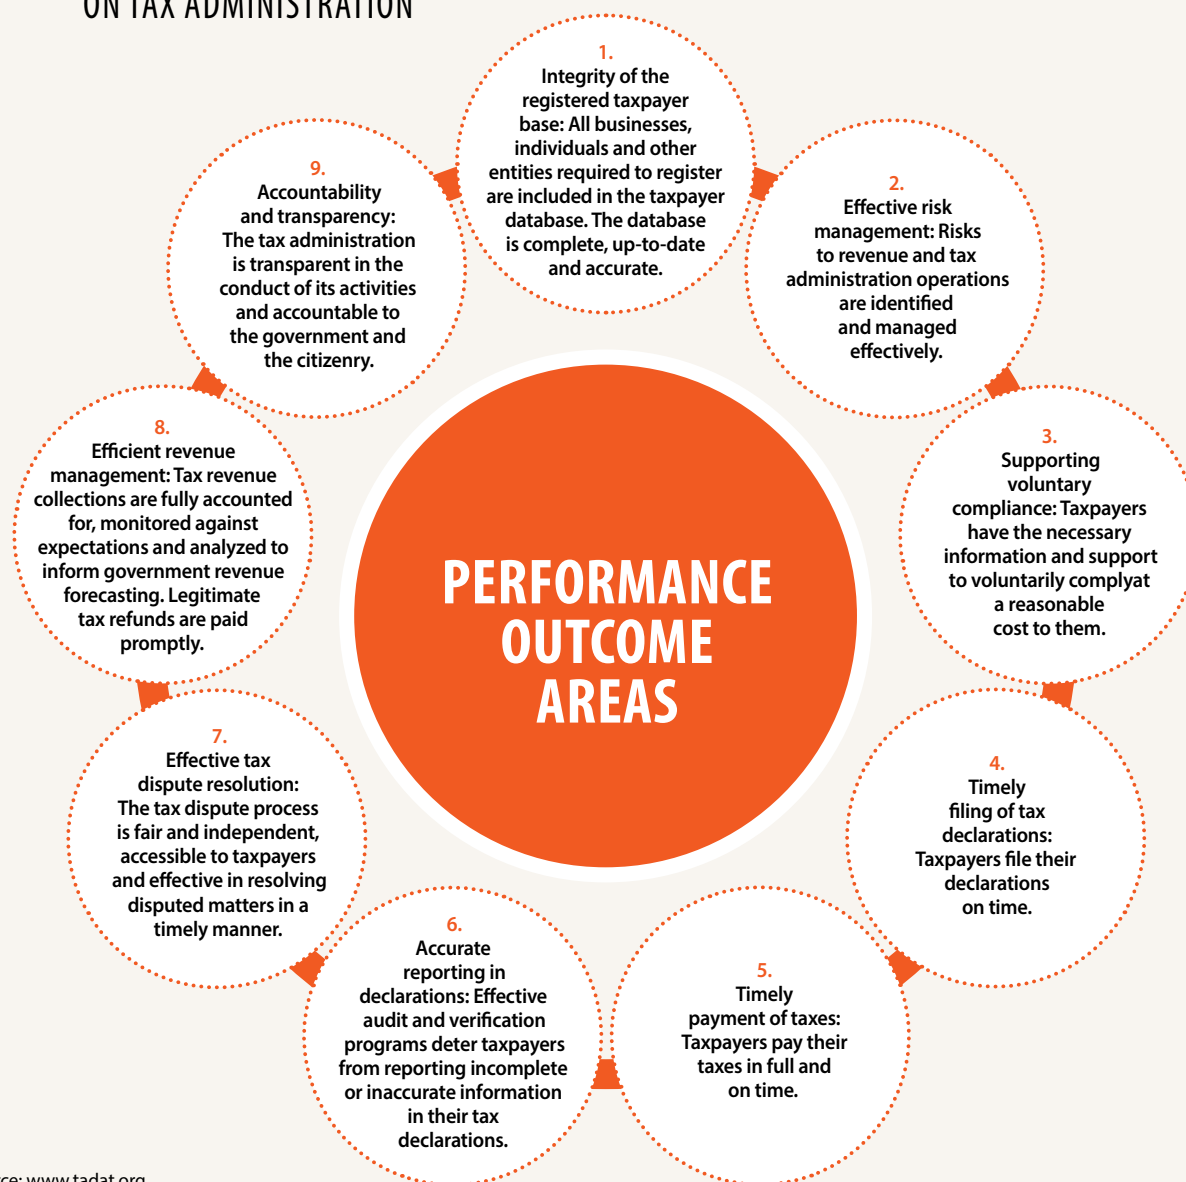 ON TAX ADMINISTRATION
1.
Integrity of the
registered taxpayer
base: All businesses,
individuals and other
entities required to register
are included in the taxpayer
database. The database
is complete, up-to-date
and accurate.
2.
Effective risk
management: Risks
to revenue and tax
administration operations
are identified
and managed
effectively.
3.
Supporting
voluntary
compliance: Taxpayers
have the necessary
information and support
to voluntarily complyat
a reasonable
cost to them.
4.
Timely
filing of tax
declarations:
Taxpayers file their
declarations
on time.
5.
Timely
payment of taxes:
Taxpayers pay their
taxes in full and
on time.
6.
Accurate
reporting in
declarations: Effective
audit and verification
programs deter taxpayers
from reporting incomplete
or inaccurate information
in their tax
declarations.
7.
Effective tax
dispute resolution:
The tax dispute process
is fair and independent,
accessible to taxpayers
and effective in resolving
disputed matters in a
timely manner.
8.
Efficient revenue
management: Tax revenue
collections are fully accounted
for, monitored against
expectations and analyzed to
inform government revenue
forecasting. Legitimate
tax refunds are paid
promptly.
9.
Accountability
and transparency:
The tax administration
is transparent in the
conduct of its activities
and accountable to
the government and
the citizenry.
PERFORMANCE
OUTCOME
AREAS
www.tadat.org